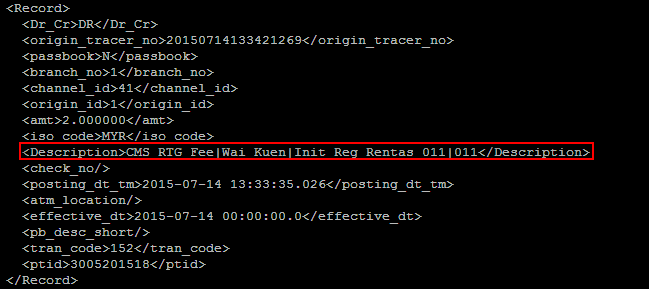 <Record>
<Dr_Cr>DR</Dr_Cr>
<origin_tracer_no>20150714133421269</origin_tracer_no>
<passbook>N</passbook>
<branch_no>1</branch_no>
<channel_id>41</channel_id>
<origin_id>1</origin_id>
<amt>2.000000</amt>
<iso_code>MYR</iso_code>
<Description>CMS RTG Fee|Wai Kuen|Init Reg Rentas 011|011</Description>
<check_no/>
<posting_dt_tm>2015-07-14 13:33:35.026</posting_dt_tm>
<atm_location/>
<effective_dt>2015-07-14 00:00:00.0</effective_dt>
<pb_desc_short/>
<tran_code>152</tran_code>
<ptid>3005201518</ptid>
</Record>